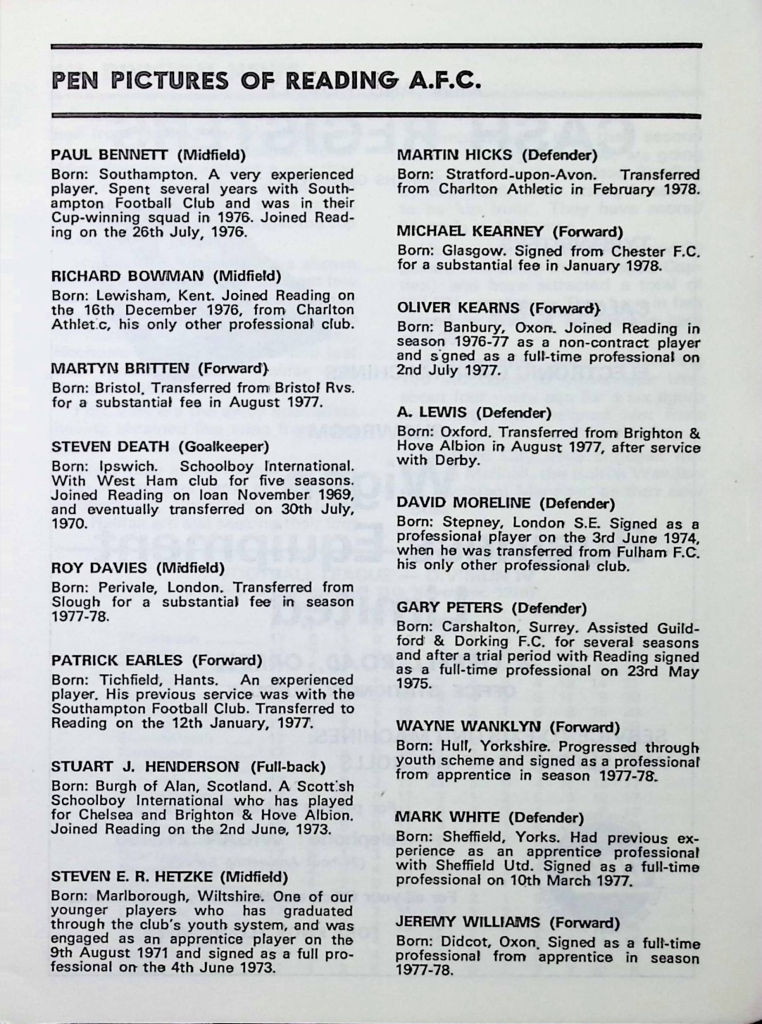 PEN PICTURES OF READING A.F.C.
PAUL BENNETT (Midfield)
Born: Southampton. A very experienced
player. Spent several years with South-
ampton Football Club and was in their
Cup-winning squad in 1976. Joined Read-
ing on the 26th July, 1976.
RICHARD BOWMAN (Midfield)
Born: Lewisham, Kent. Joined Reading on
the 16th December 1976, from Charlton
Athlet.c, his only other professional club.
MARTYN BRITTEN (Forward)
Born: Bristol. Transferred from Bristol Rvs.
for a substantial fee in August 1977.
STEVEN DEATH (Goalkeeper)
Born: Ipswich. Schoolboy International.
With West Ham club for five seasons.
Joined Reading on loan November 1969,
and eventually transferred on 30th July,
1970.
ROY DAVIES (Midfield)
Born: Perivale, London. Transferred from
Slough for a substantial fee in season
1977-78.
PATRICK EARLES (Forward)
Born: Tichfield, Hants. An experienced
player. His previous service was with the
Southampton Football Club. Transferred to
Reading on the 12th January, 1977.
STUART J. HENDERSON (Full-back)
Born: Burgh of Alan, Scotland. A Scott:sh
Schoolboy International who has played
for Chelsea and Brighton & Hove Albion.
Joined Reading on the 2nd June, 1973.
STEVEN E. R. HETZKE (Midfield)
Born: Marlborough, Wiltshire. One of our
younger players who has graduated
through the club's youth system, and was
engaged as an apprentice player on the
9th August 1971 and signed as a full pro-
fessional on the 4th June 1973.
MARTIN HICKS (Defender)
Born: Stratford-upon-Avon. Transferred
from Charlton Athletic in February 1978.
MICHAEL KEARNEY (Forward)
Born: Glasgow. Signed from Chester F.C.
for a substantial fee in January 1978.
OLIVER KEARNS (Forward)
Born: Banbury, Oxon. Joined Reading in
season 1976-77 as a non-contract player
and s'gned as a full-time professional on
2nd July 1977.
A. LEWIS (Defender)
Born: Oxford. Transferred from Brighton &
Hove Albion in August 1977, after service
with Derby.
DAVID MORELINE (Defender)
Born: Stepney, London S.E. Signed as a
professional player on the 3rd June 1974,
when he was transferred from Fulham F.C.
his only other professional club.
GARY PETERS (Defender)
Born: Carshalton, Surrey. Assisted Guild-
ford & Dorking F.C. for several seasons
and after a trial period with Reading signed
as a full-time professional on 23rd May
1975.
WAYNE WANKLYN (Forward)
Born: Hull, Yorkshire. Progressed through
youth scheme and signed as a professional
from apprentice in season 1977-78.
MARK WHITE (Defender)
Born: Sheffield, Yorks. Had previous ex-
perience as an apprentice professional
with Sheffield Utd. Signed as a full-time
professional on 10th March 1977.
JEREMY WILLIAMS (Forward)
Born: Didcot, Oxon. Signed as a full-time
professional from apprentice in season
1977-78.